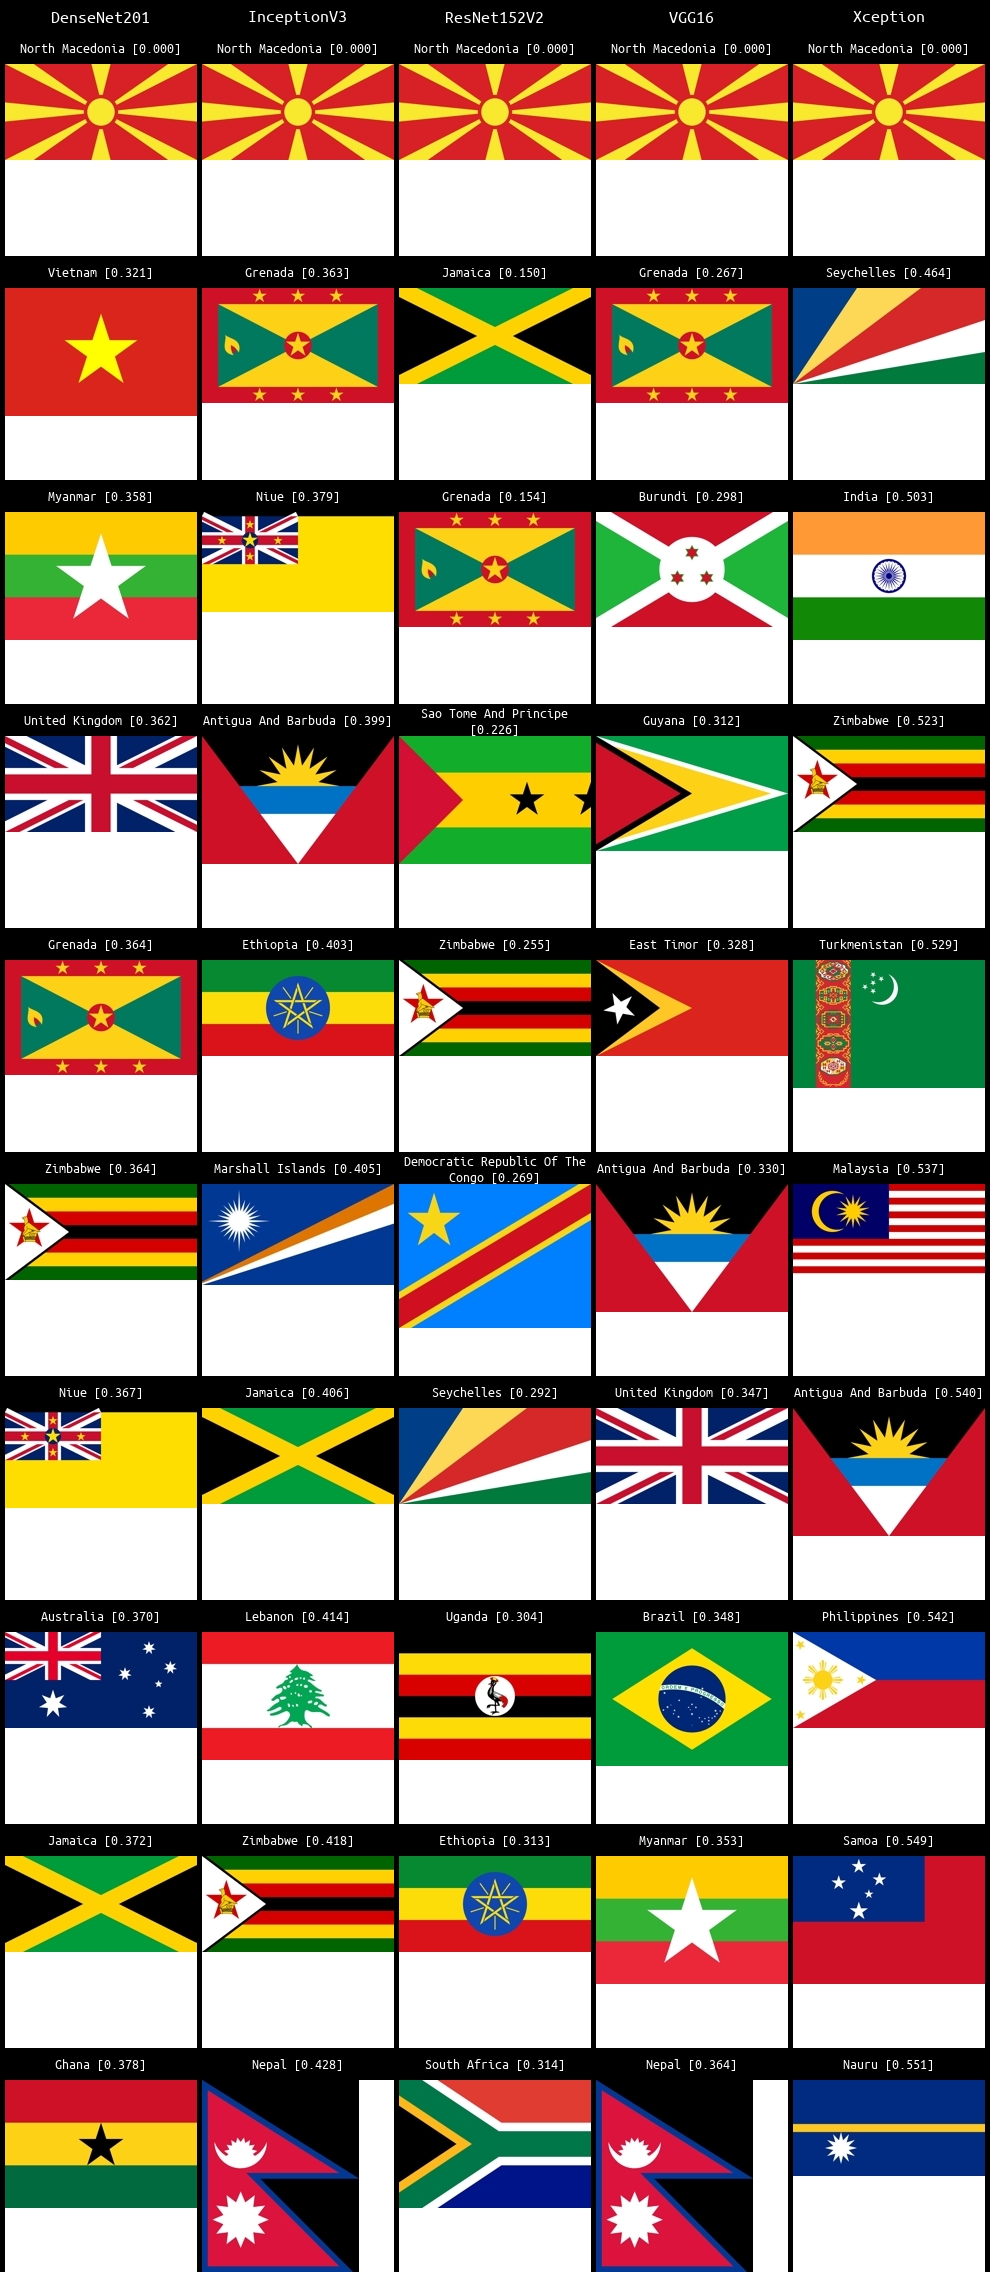 DenseNet201 InceptionV3 ResNet152V2 VGG16 Xception
North Macedonia [0.000] North Macedonia [0.000] North Macedonia [0.000] North Macedonia [0.000] North Macedonia [0.000]
Vietnam [0.321] Grenada [0.363] Jamaica [0.150] Grenada [0.267] Seychelles [0.464]
Myanmar [0.358] Niue [0.379] Grenada [0.154] Burundi [0.298] India [0.503]
United Kingdom [0.362] Antigua And Barbuda [0.399] Sao Tome And Principe
[0.226] Guyana [0.312] Zimbabwe [0.523]
Grenada [0.364] Ethiopia [0.403] Zimbabwe [0.255] East Timor [0.328] Turkmenistan [0.529]
Zimbabwe [0.364] Marshall Islands [0.405] Democratic Republic Of The
Congo [0.269] Antigua And Barbuda [0.330] Malaysia [0.537]
Niue [0.367] Jamaica [0.406] Seychelles [0.292] United Kingdom [0.347] Antigua And Barbuda [0.540]
Australia [0.370] Lebanon [0.414] Uganda [0.304] Brazil [0.348] Philippines [0.542]
ORDEM E PROGRESSO
Jamaica [0.372] Zimbabwe [0.418] Ethiopia [0.313] Myanmar [0.353] Samoa [0.549]
Ghana [0.378] Nepal [0.428] South Africa [0.314] Nepal [0.364] Nauru [0.551]